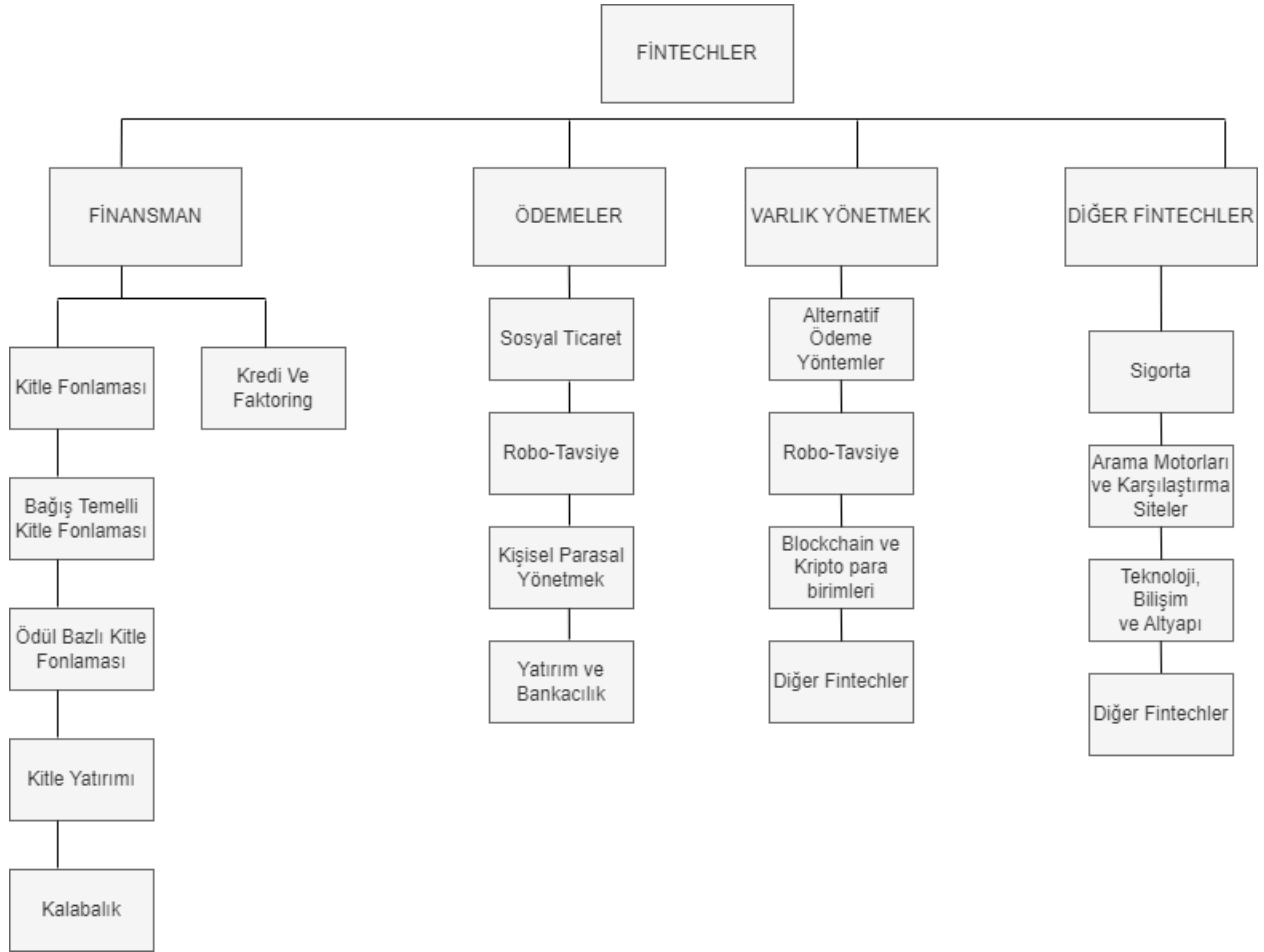 FİNTECHLER
FİNANSMAN
ÖDEMELER
VARLIK YÖNETMEK
DİĞER FİNTECHLER
Kitle Fonlaması
Kredi Ve
Faktoring
Bağış Temelli
Kitle Fonlaması
Ödül Bazlı Kitle
Fonlaması
Kitle Yatırımı
Kalabalık
Sosyal Ticaret
Robo-Tavsiye
Kişisel Parasal
Yönetmek
Yatırım ve
Bankacılık
Alternatif
Ödeme
Yöntemler
Robo-Tavsiye
Blockchain ve
Kripto para
birimleri
Diğer Fintechler
Sigorta
Arama Motorları
ve Karşılaştırma
Siteler
Teknoloji,
Bilişim
ve Altyapı
Diğer Fintechler